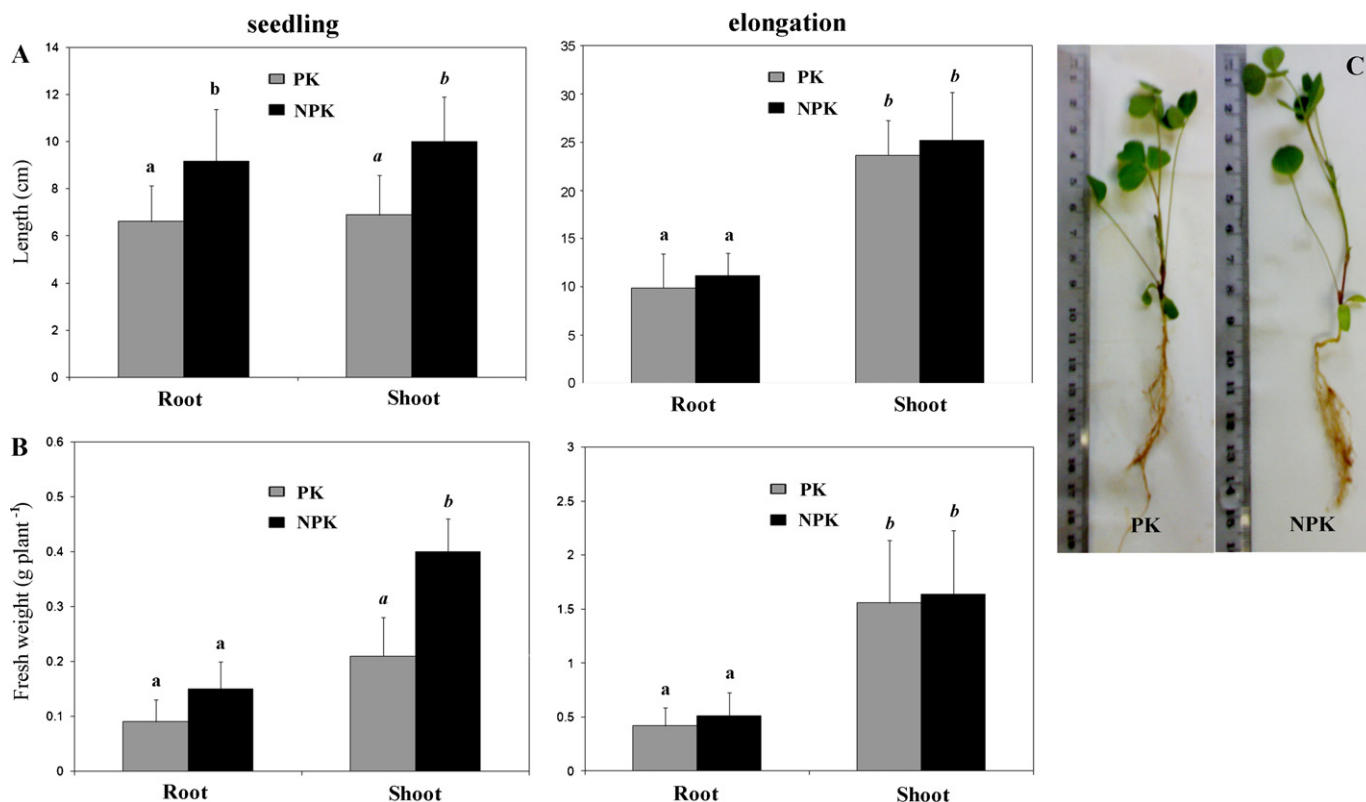 seedling
elongation
A
14
12
10
8
6
4
2
0
Length (cm)
PK
NPK
a
b
a
b
Root
Shoot
35
30
25
20
15
10
5
0
PK
NPK
a
a
b
b
Root
Shoot
C
PK
NPK
B
0.6
0.5
0.4
0.3
0.2
0.1
0
Fresh weight (g plant⁻¹)
PK
NPK
a
a
a
b
Root
Shoot
3
2.5
2
1.5
1
0.5
0
PK
NPK
a
a
b
b
Root
Shoot